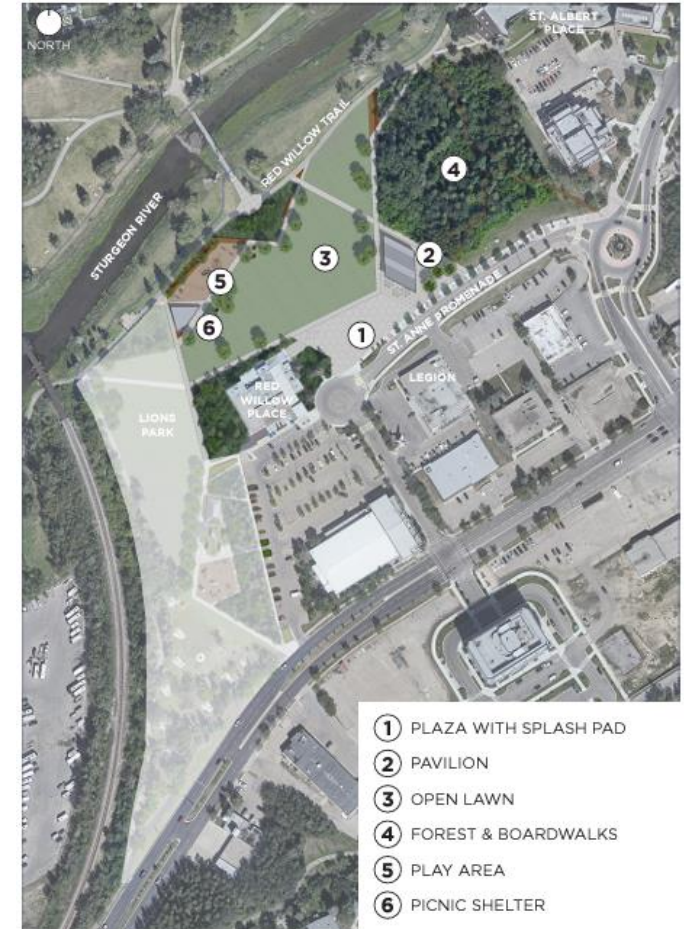 NORTH
ST. ALBERT
PLACE
RED WILLOW TRAIL
STURGEON RIVER
4
3
2
5
6
1
ST. ANNE PROMENADE
RED
WILLOW
PLACE
LEGION
LIONS
PARK
1 PLAZA WITH SPLASH PAD
2 PAVILION
3 OPEN LAWN
4 FOREST & BOARDWALKS
5 PLAY AREA
6 PICNIC SHELTER